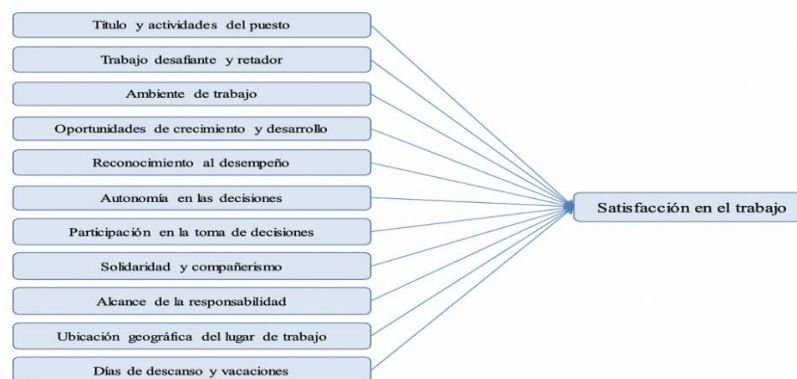 Título y actividades del puesto
Trabajo desafiante y retador
Ambiente de trabajo
Oportunidades de crecimiento y desarrollo
Reconocimiento al desempeño
Autonomía en las decisiones
Participación en la toma de decisiones
Solidaridad y compañerismo
Alcance de la responsabilidad
Ubicación geográfica del lugar de trabajo
Días de descanso y vacaciones
Satisfacción en el trabajo